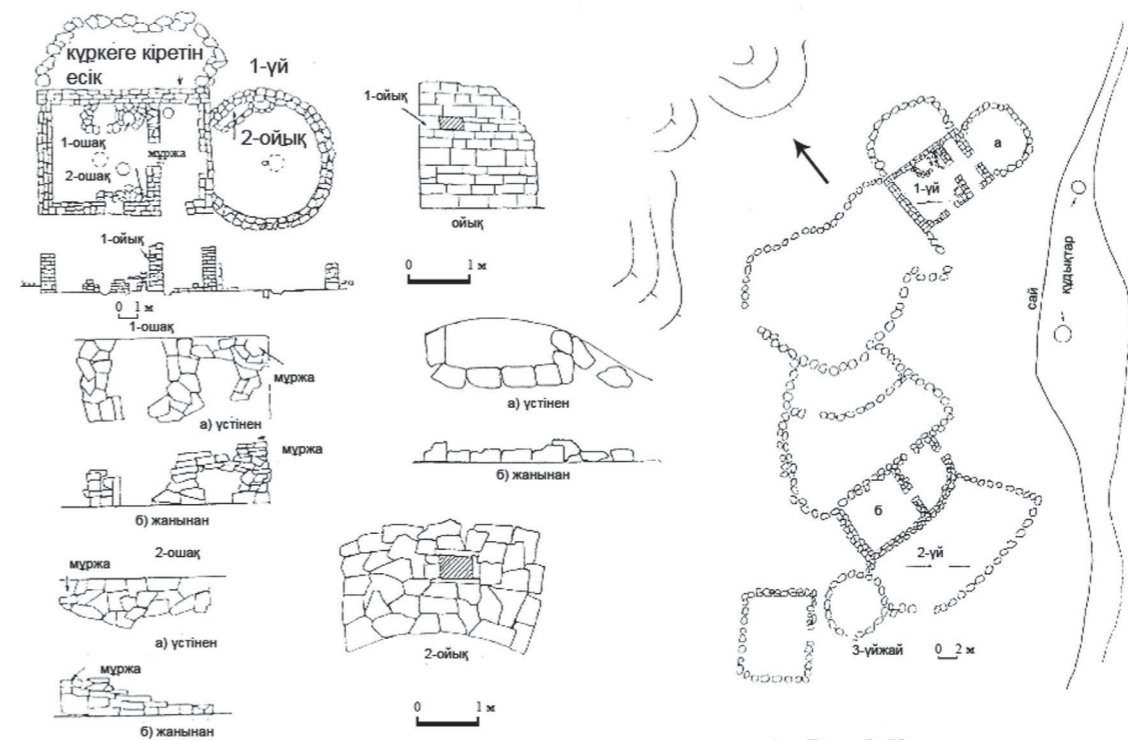 күркеге кіретін
есік
1-үй
1-ошақ
мұржа
2-ойық
2-ошақ
1-ойық
0 1 м
1-ойық
ойық
0 1 м
1-ошақ
мұржа
а) үстінен
мұржа
б) жанынан
2-ошақ
мұржа
а) үстінен
мұржа
б) жанынан
а) үстінен
б) жанынан
2-ойық
0 1 м
а
1-үй
сай
құдықтар
б
2-үй
3-үйжай
0 2 м